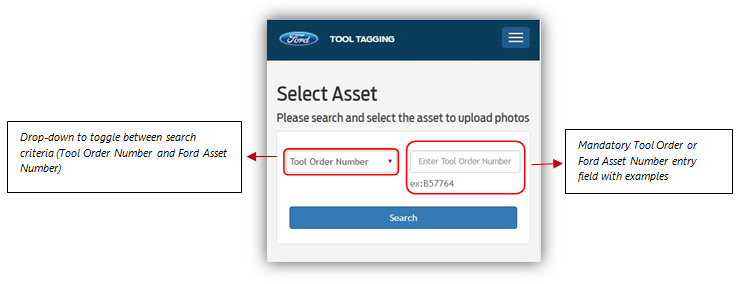 Ford TOOL TAGGING
Select Asset
Please search and select the asset to upload photos
Drop-down to toggle between search
criteria (Tool Order Number and Ford Asset
Number)
Tool Order Number
Enter Tool Order Number
ex:B57764
Mandatory Tool Order or
Ford Asset Number entry
field with examples
Search